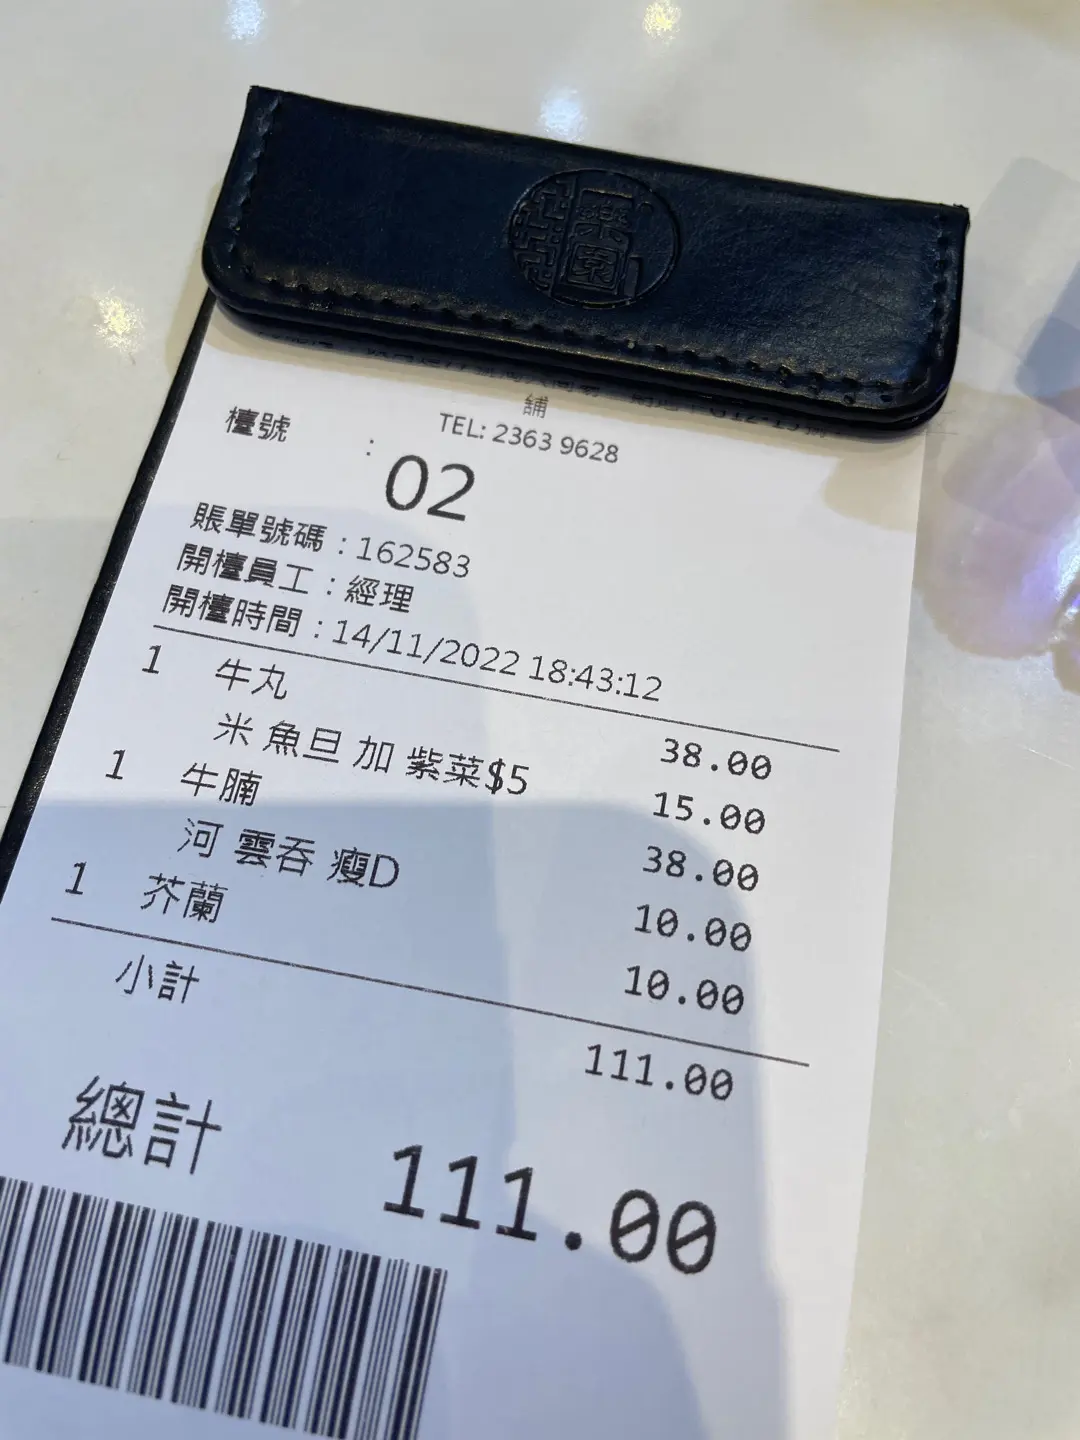 樂園
舖
TEL: 2363 9628
檯號 : 02
賬單號碼 : 162583
開檯員工 : 經理
開檯時間 : 14/11/2022 18:43:12
1 牛丸 38.00
米 魚旦 加 紫菜$5 15.00
1 牛腩 38.00
河 雲吞 瘦D 10.00
1 芥蘭 10.00
小計 111.00
總計 111.00